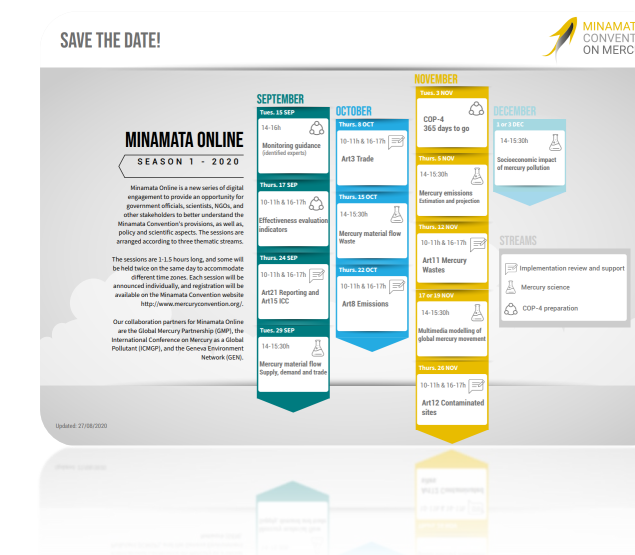 SAVE THE DATE!
MINAMAT
CONVENT
ON MERC
MINAMATA ONLINE
SEASON 1 - 2020
Minamata Online is a new series of digital
engagement to provide an opportunity for
government officials, scientists, NGOs, and
other stakeholders to better understand the
Minamata Convention's provisions, as well as,
policy and scientific aspects. The sessions are
arranged according to three thematic streams.
The sessions are 1-1.5 hours long, and some will
be held twice on the same day to accommodate
different time zones. Each session will be
announced individually, and registration will be
available on the Minamata Convention website
http://www.mercuryconvention.org/.
Our collaboration partners for Minamata Online
are the Global Mercury Partnership (GMP), the
International Conference on Mercury as a Global
Pollutant (ICMGP), and the Geneva Environment
Network (GEN).
Updated 27/08/2020
SEPTEMBER
Tues. 15 SEP
14-16h
Monitoring guidance
(identified experts)
Thurs. 17 SEP
10-11h & 16-17h
Effectiveness evaluation
indicators
Thurs. 24 SEP
10-11h & 16-17h
Art21 Reporting and
Art15 ICC
Tues. 29 SEP
14-15:30h
Mercury material flow
Supply, demand and trade
OCTOBER
Thurs. 8 OCT
10-11h & 16-17h
Art3 Trade
Thurs. 15 OCT
14-15:30h
Mercury material flow
Waste
Thurs. 22 OCT
10-11h & 16-17h
Art8 Emissions
NOVEMBER
Tues. 3 NOV
COP-4
365 days to go
Thurs. 5 NOV
14-15:30h
Mercury emissions
Estimation and projection
Thurs. 12 NOV
10-11h & 16-17h
Art11 Mercury
Wastes
17 or 19 NOV
14-15:30h
Multimedia modelling of
global mercury movement
Thurs. 26 NOV
10-11h & 16-17h
Art12 Contaminated
sites
DECEMBER
1 or 3 DEC
14-15:30h
Socioeconomic impact
of mercury pollution
STREAMS
Implementation review and support
Mercury science
COP-4 preparation